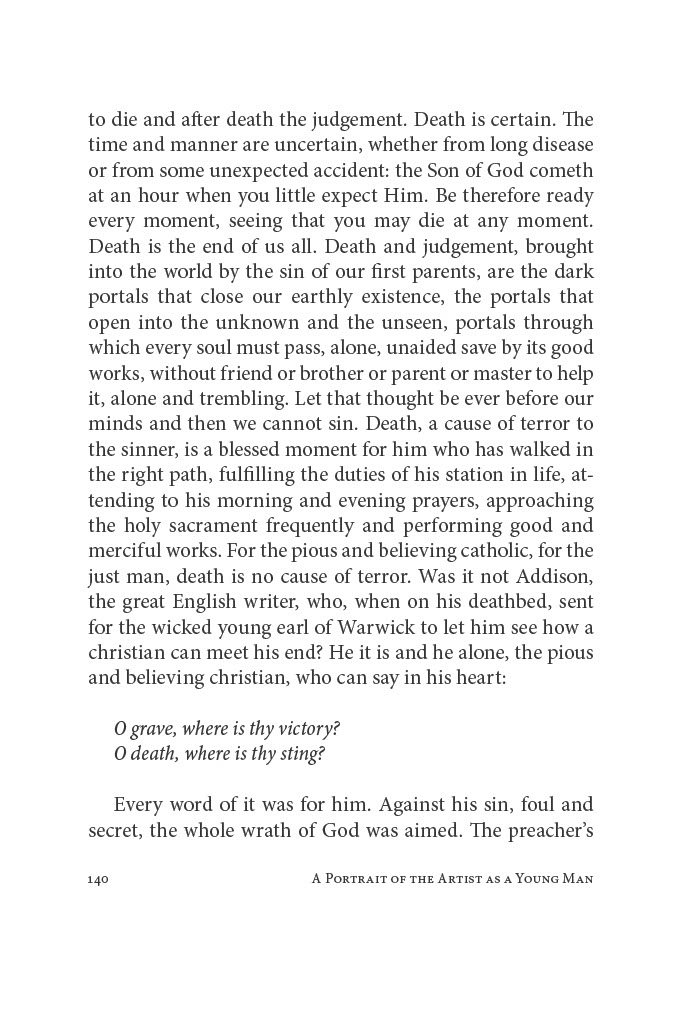 to die and after death the judgement. Death is certain. The
time and manner are uncertain, whether from long disease
or from some unexpected accident: the Son of God cometh
at an hour when you little expect Him. Be therefore ready
every moment, seeing that you may die at any moment.
Death is the end of us all. Death and judgement, brought
into the world by the sin of our first parents, are the dark
portals that close our earthly existence, the portals that
open into the unknown and the unseen, portals through
which every soul must pass, alone, unaided save by its good
works, without friend or brother or parent or master to help
it, alone and trembling. Let that thought be ever before our
minds and then we cannot sin. Death, a cause of terror to
the sinner, is a blessed moment for him who has walked in
the right path, fulfilling the duties of his station in life, at-
tending to his morning and evening prayers, approaching
the holy sacrament frequently and performing good and
merciful works. For the pious and believing catholic, for the
just man, death is no cause of terror. Was it not Addison,
the great English writer, who, when on his deathbed, sent
for the wicked young earl of Warwick to let him see how a
christian can meet his end? He it is and he alone, the pious
and believing christian, who can say in his heart:
O grave, where is thy victory?
O death, where is thy sting?
Every word of it was for him. Against his sin, foul and
secret, the whole wrath of God was aimed. The preacher’s
140 A Portrait of the Artist as a Young Man